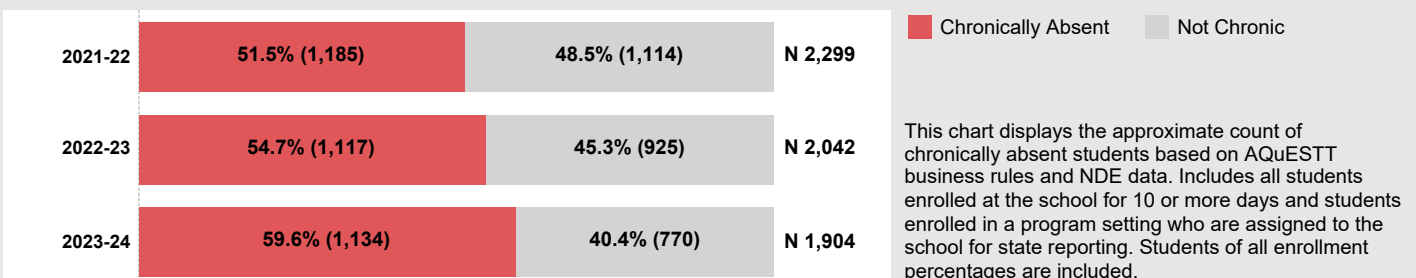 2021-22 51.5% (1,185) 48.5% (1,114) N 2,299
2022-23 54.7% (1,117) 45.3% (925) N 2,042
2023-24 59.6% (1,134) 40.4% (770) N 1,904
Chronically Absent Not Chronic
This chart displays the approximate count of
chronically absent students based on AQuESTT
business rules and NDE data. Includes all students
enrolled at the school for 10 or more days and students
enrolled in a program setting who are assigned to the
school for state reporting. Students of all enrollment
percentages are included.